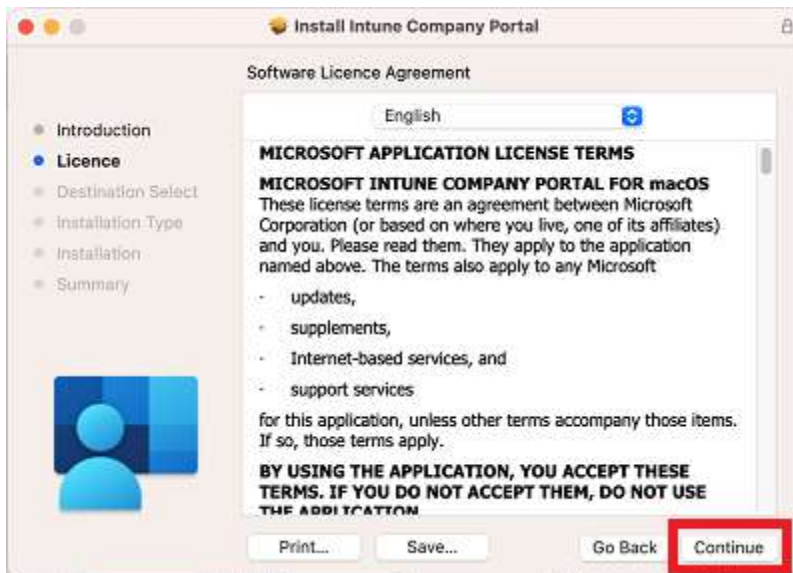 Install Intune Company Portal
Software Licence Agreement
Introduction
Licence
Destination Select
Installation Type
Installation
Summary
English
MICROSOFT APPLICATION LICENSE TERMS
MICROSOFT INTUNE COMPANY PORTAL FOR macOS
These license terms are an agreement between Microsoft
Corporation (or based on where you live, one of its affiliates)
and you. Please read them. They apply to the application
named above. The terms also apply to any Microsoft
· updates,
· supplements,
· Internet-based services, and
· support services
for this application, unless other terms accompany those items.
If so, those terms apply.
BY USING THE APPLICATION, YOU ACCEPT THESE
TERMS. IF YOU DO NOT ACCEPT THEM, DO NOT USE
THE APPLICATION
Print...
Save...
Go Back
Continue